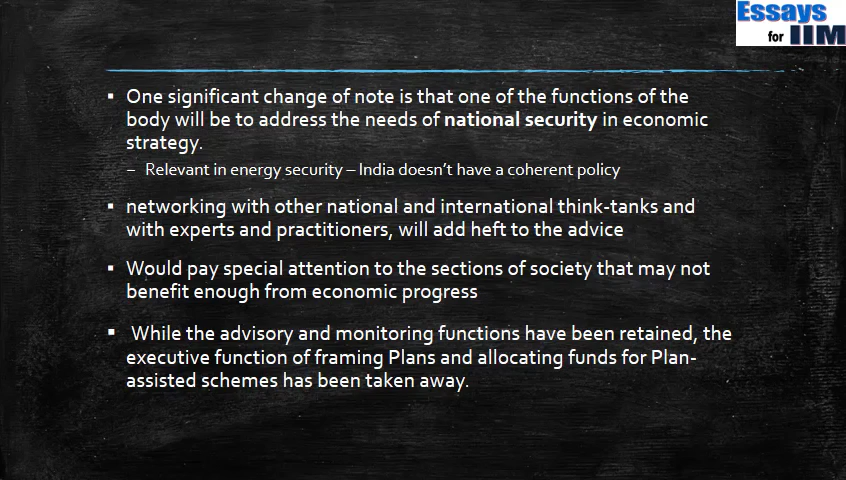 Essays
for IIM
▪ One significant change of note is that one of the functions of the
body will be to address the needs of national security in economic
strategy.
– Relevant in energy security – India doesn't have a coherent policy
▪ networking with other national and international think-tanks and
with experts and practitioners, will add heft to the advice
▪ Would pay special attention to the sections of society that may not
benefit enough from economic progress
▪ While the advisory and monitoring functions have been retained, the
executive function of framing Plans and allocating funds for Plan-
assisted schemes has been taken away.